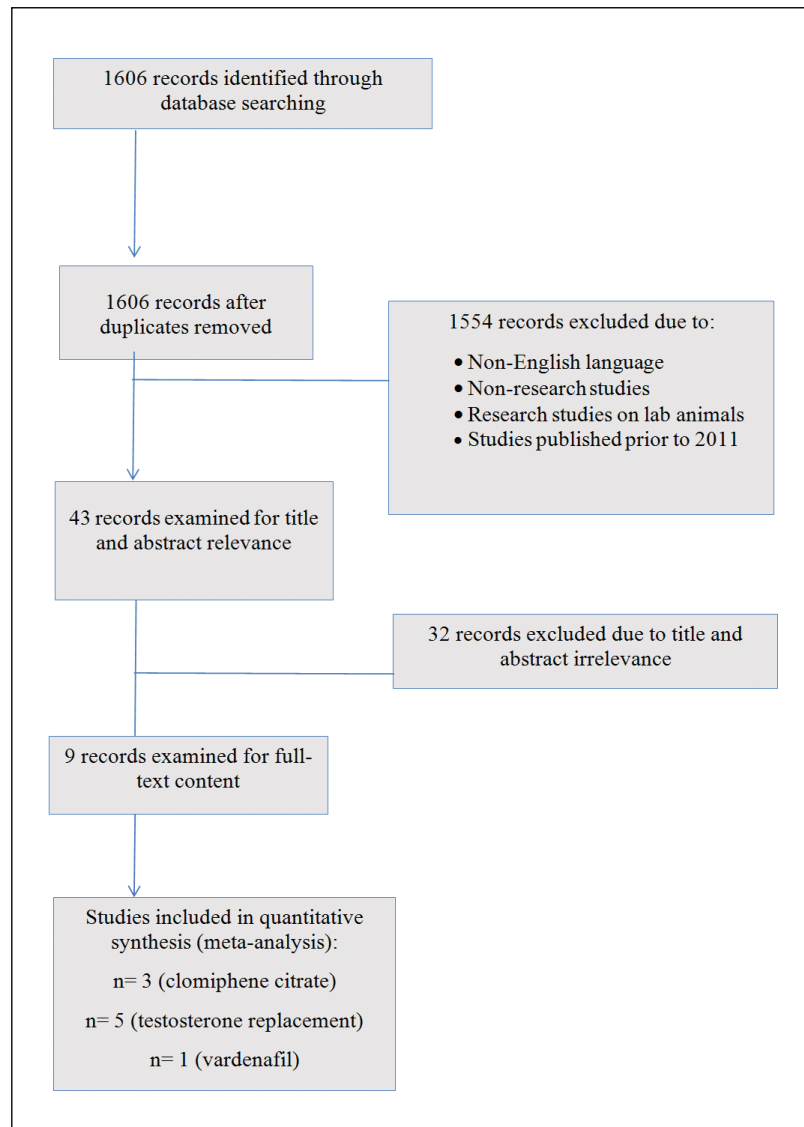 1606 records identified through
database searching
1606 records after
duplicates removed
1554 records excluded due to:
• Non-English language
• Non-research studies
• Research studies on lab animals
• Studies published prior to 2011
43 records examined for title
and abstract relevance
32 records excluded due to title and
abstract irrelevance
9 records examined for full-
text content
Studies included in quantitative
synthesis (meta-analysis):
n= 3 (clomiphene citrate)
n= 5 (testosterone replacement)
n= 1 (vardenafil)